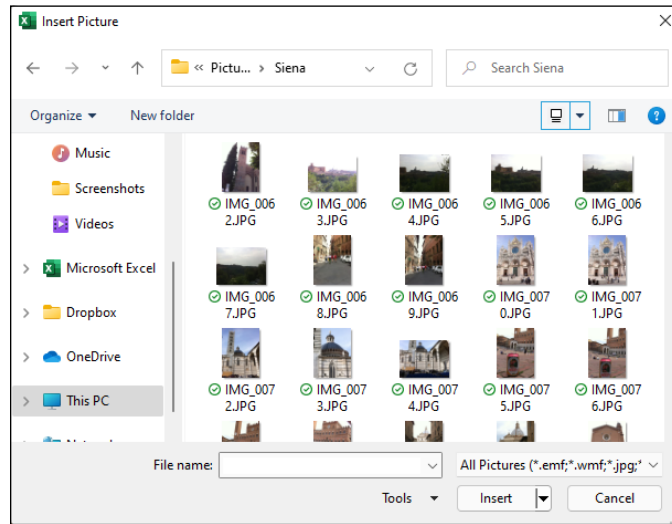 Insert Picture
« Pictu... > Siena
Search Siena
Organize
New folder
Music
Screenshots
Videos
Microsoft Excel
Dropbox
OneDrive
This PC
IMG_006
2.JPG
IMG_006
3.JPG
IMG_006
4.JPG
IMG_006
5.JPG
IMG_006
6.JPG
IMG_006
7.JPG
IMG_006
8.JPG
IMG_006
9.JPG
IMG_007
0.JPG
IMG_007
1.JPG
IMG_007
2.JPG
IMG_007
3.JPG
IMG_007
4.JPG
IMG_007
5.JPG
IMG_007
6.JPG
File name:
All Pictures (*.emf;*.wmf;*.jpg;*
Tools
Insert
Cancel